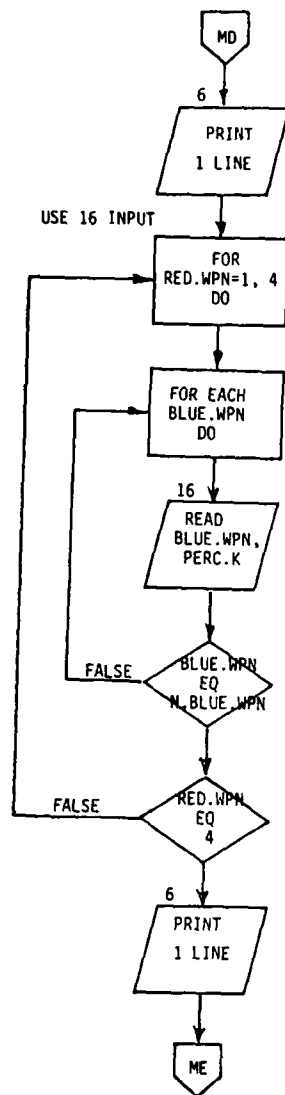 MD
6
PRINT
1 LINE
USE 16 INPUT
FOR
RED.WPN=1, 4
DO
FOR EACH
BLUE.WPN
DO
16
READ
BLUE.WPN,
PERC.K
FALSE
BLUE.WPN
EQ
N.BLUE.WPN
FALSE
RED.WPN
EQ
4
6
PRINT
1 LINE
ME